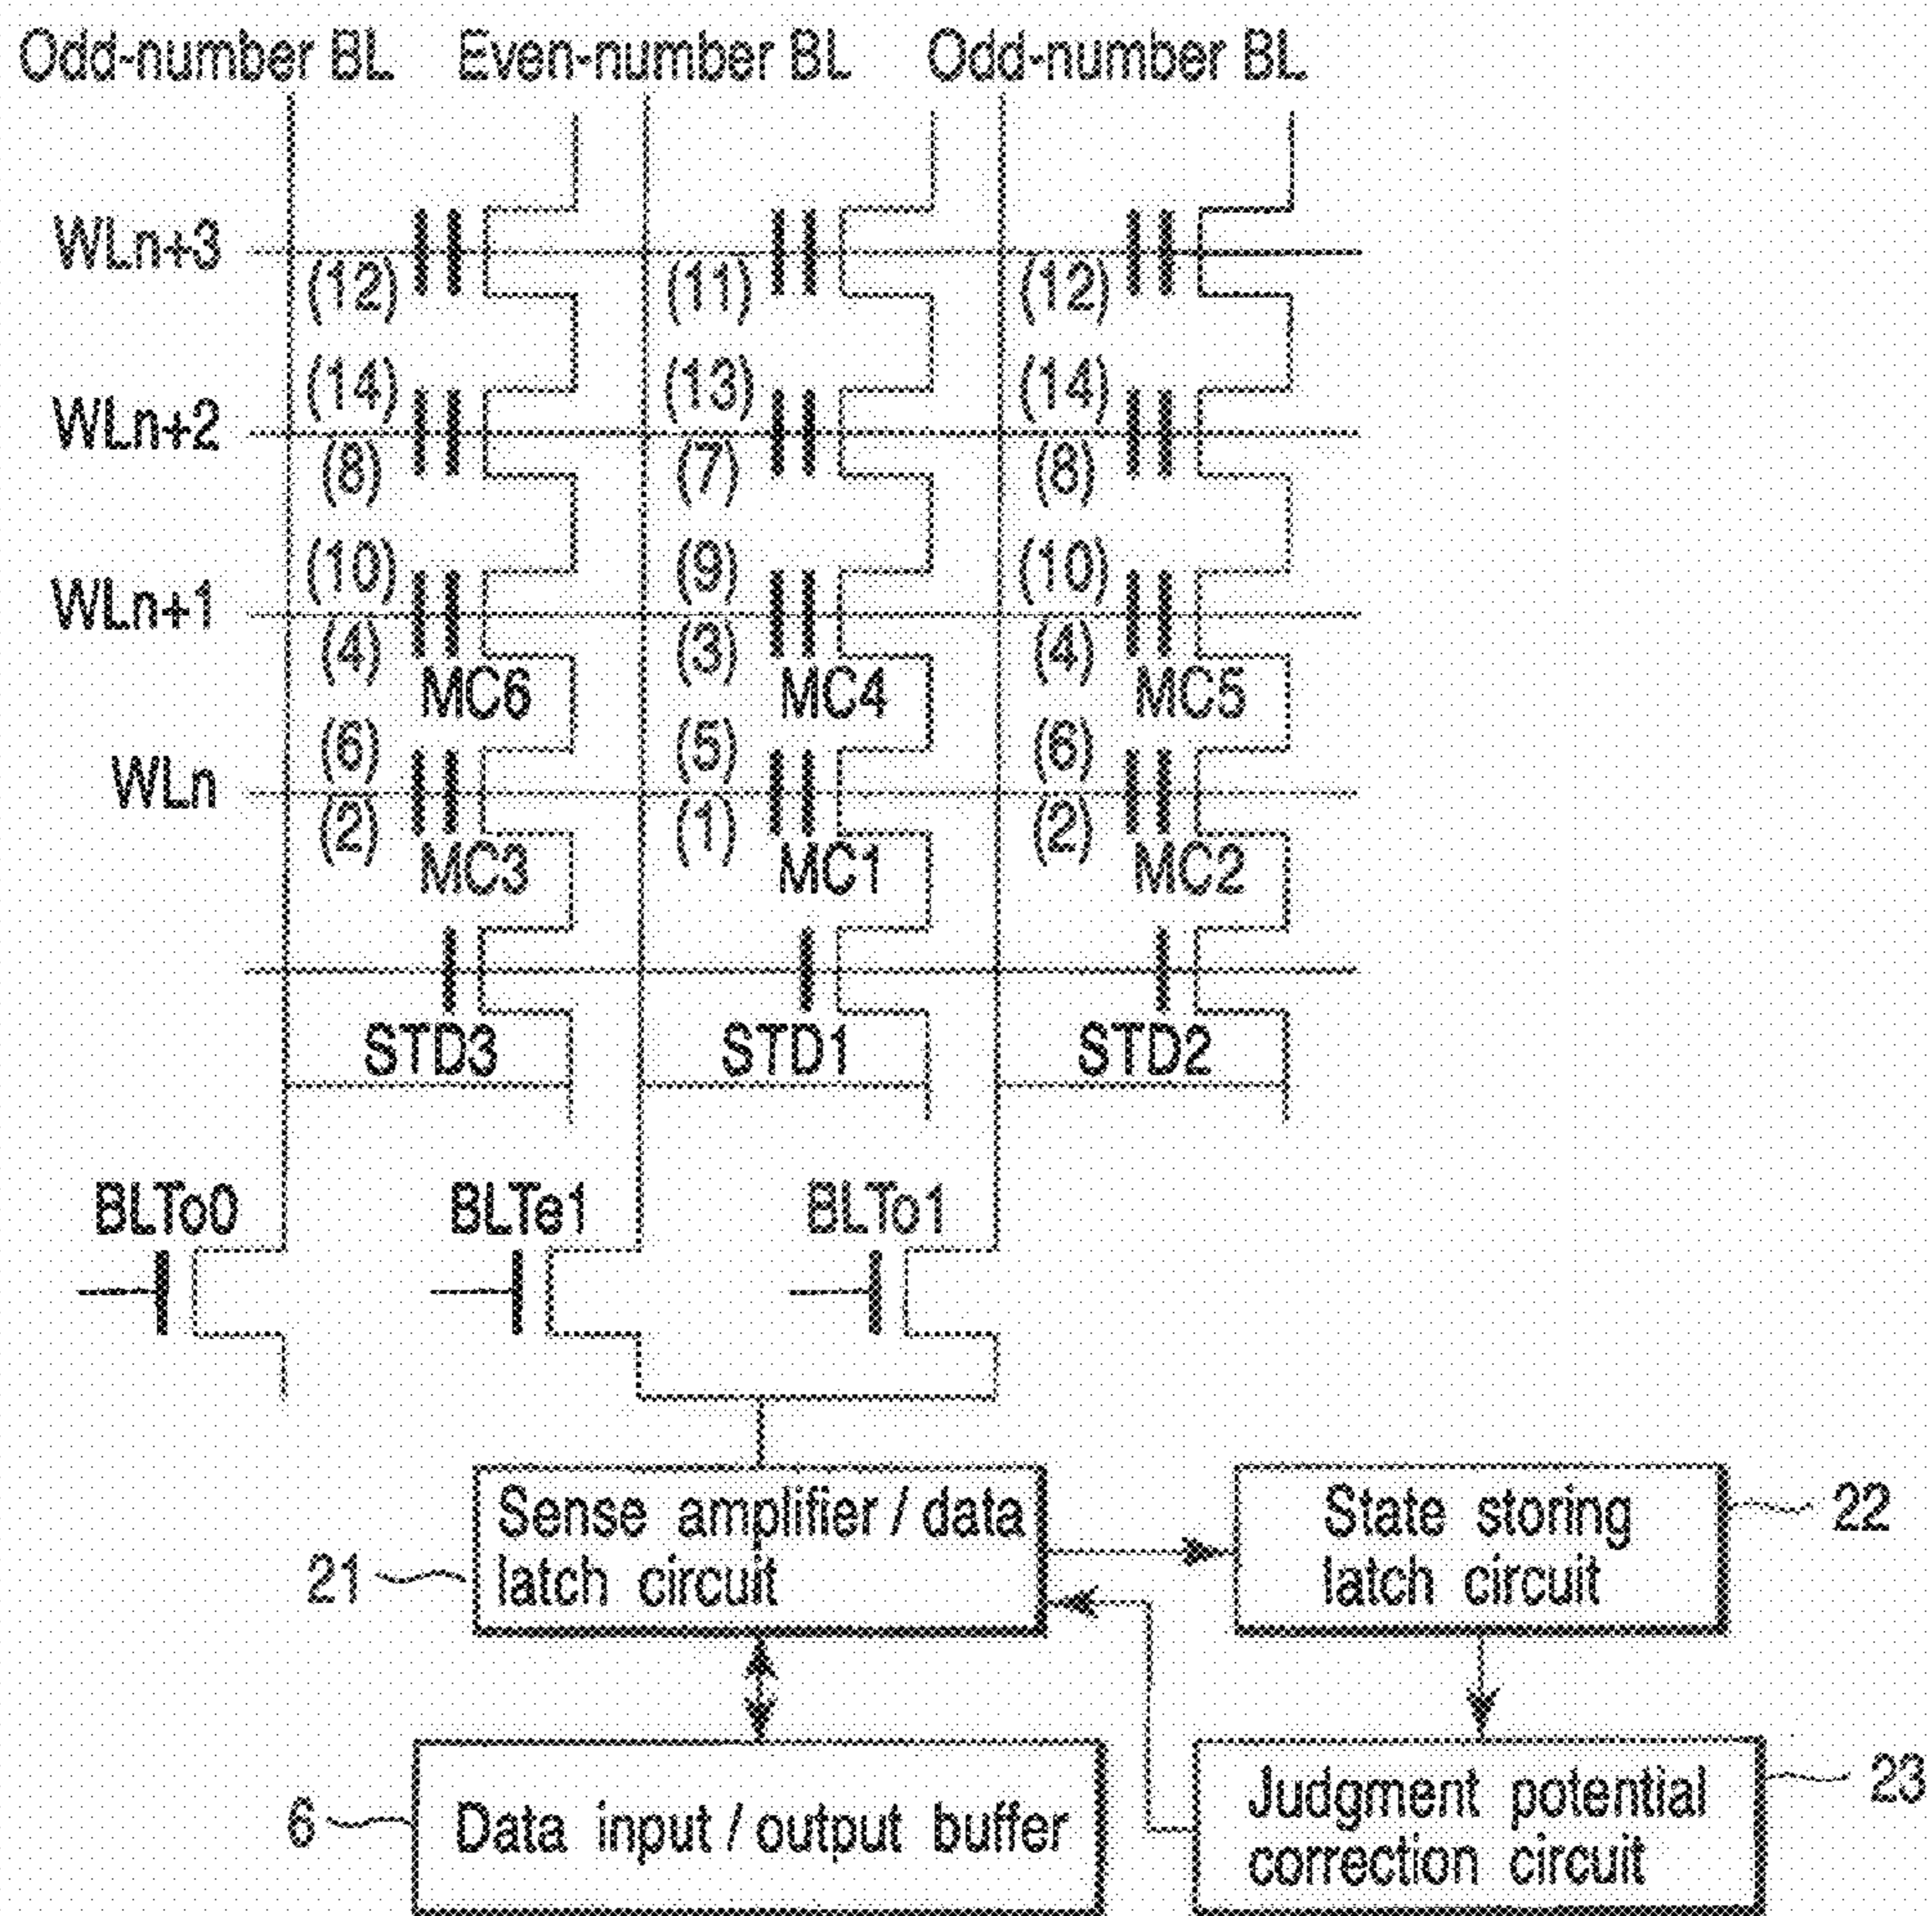 Odd-number BL Even-number BL Odd-number BL
WLn+3
(12) (11) (12)
(14) (13) (14)
WLn+2
(8) (7) (8)
(10) (9) (10)
WLn+1
(4) (3) (4)
MC6 MC4 MC5
(6) (5) (6)
WLn
(2) (1) (2)
MC3 MC1 MC2
STD3 STD1 STD2
BLTo0 BLTe1 BLTo1
Sense amplifier / data
latch circuit
21
State storing
latch circuit
22
Data input / output buffer
6
Judgment potential
correction circuit
23